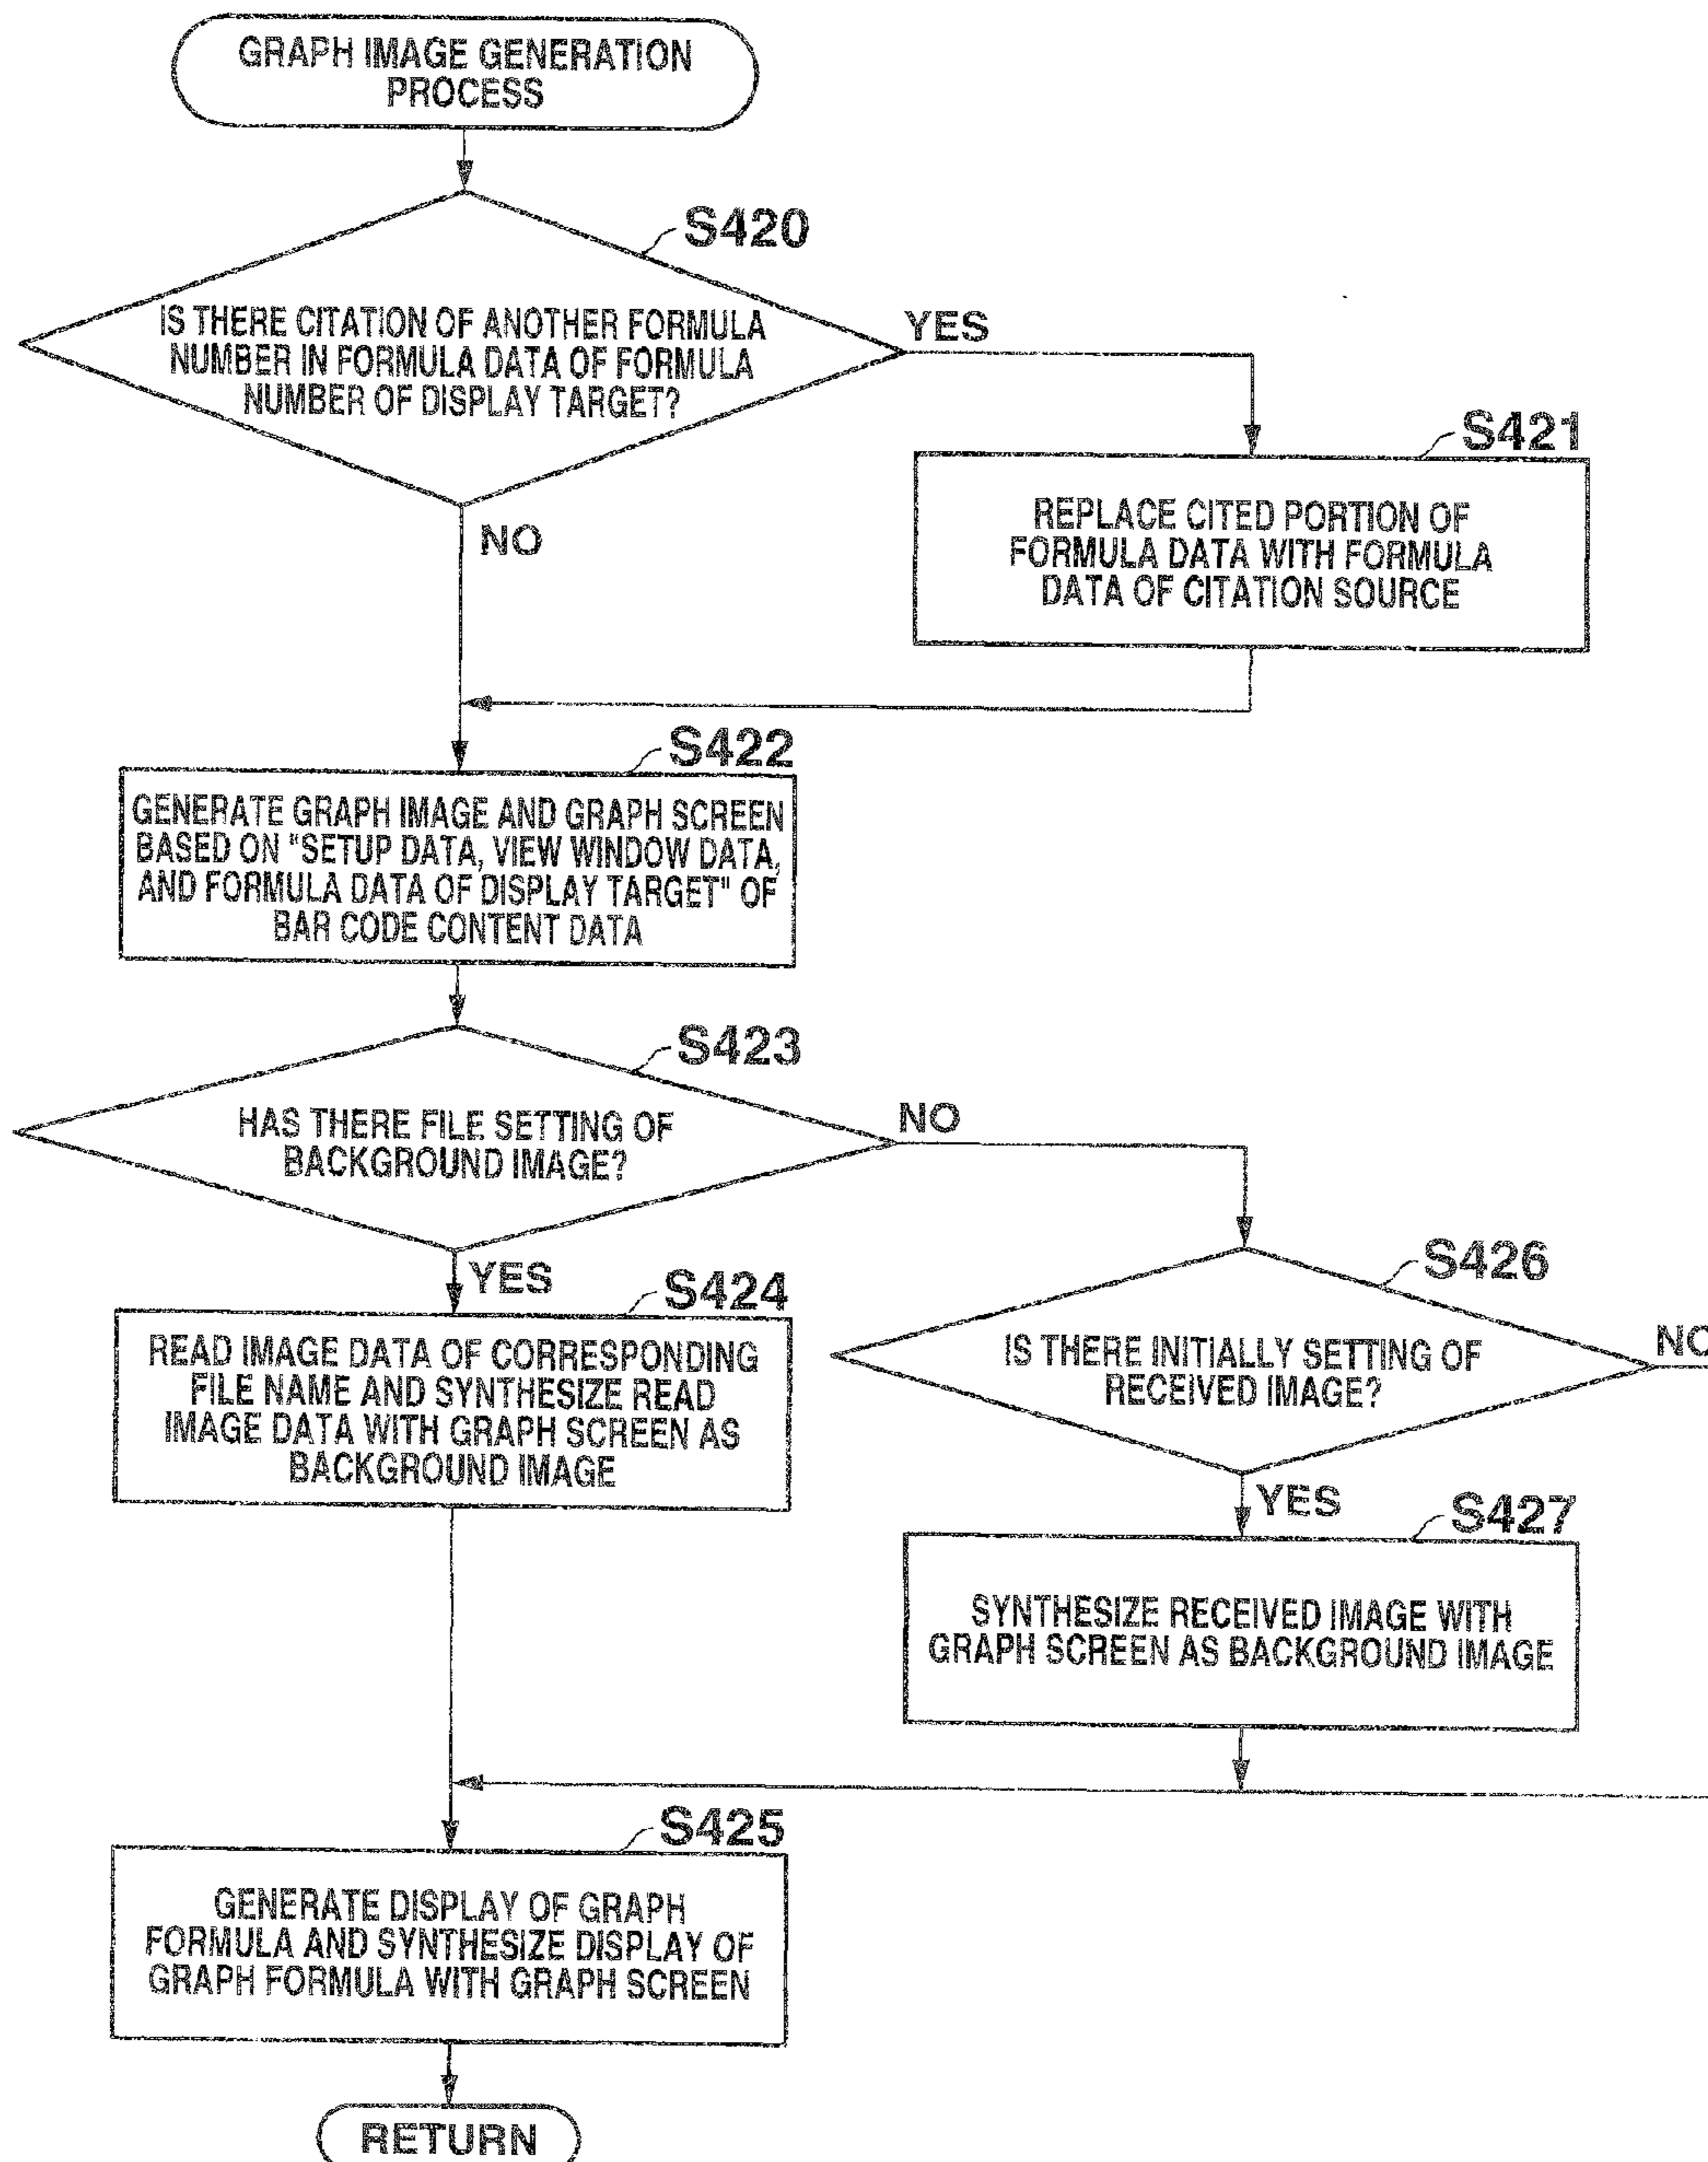 GRAPH IMAGE GENERATION
PROCESS
S420
IS THERE CITATION OF ANOTHER FORMULA
NUMBER IN FORMULA DATA OF FORMULA
NUMBER OF DISPLAY TARGET?
YES
NO
S421
REPLACE CITED PORTION OF
FORMULA DATA WITH FORMULA
DATA OF CITATION SOURCE
S422
GENERATE GRAPH IMAGE AND GRAPH SCREEN
BASED ON "SETUP DATA, VIEW WINDOW DATA,
AND FORMULA DATA OF DISPLAY TARGET" OF
BAR CODE CONTENT DATA
S423
HAS THERE FILE SETTING OF
BACKGROUND IMAGE?
NO
YES
S424
READ IMAGE DATA OF CORRESPONDING
FILE NAME AND SYNTHESIZE READ
IMAGE DATA WITH GRAPH SCREEN AS
BACKGROUND IMAGE
S426
IS THERE INITIALLY SETTING OF
RECEIVED IMAGE?
NO
YES
S427
SYNTHESIZE RECEIVED IMAGE WITH
GRAPH SCREEN AS BACKGROUND IMAGE
S425
GENERATE DISPLAY OF GRAPH
FORMULA AND SYNTHESIZE DISPLAY OF
GRAPH FORMULA WITH GRAPH SCREEN
RETURN